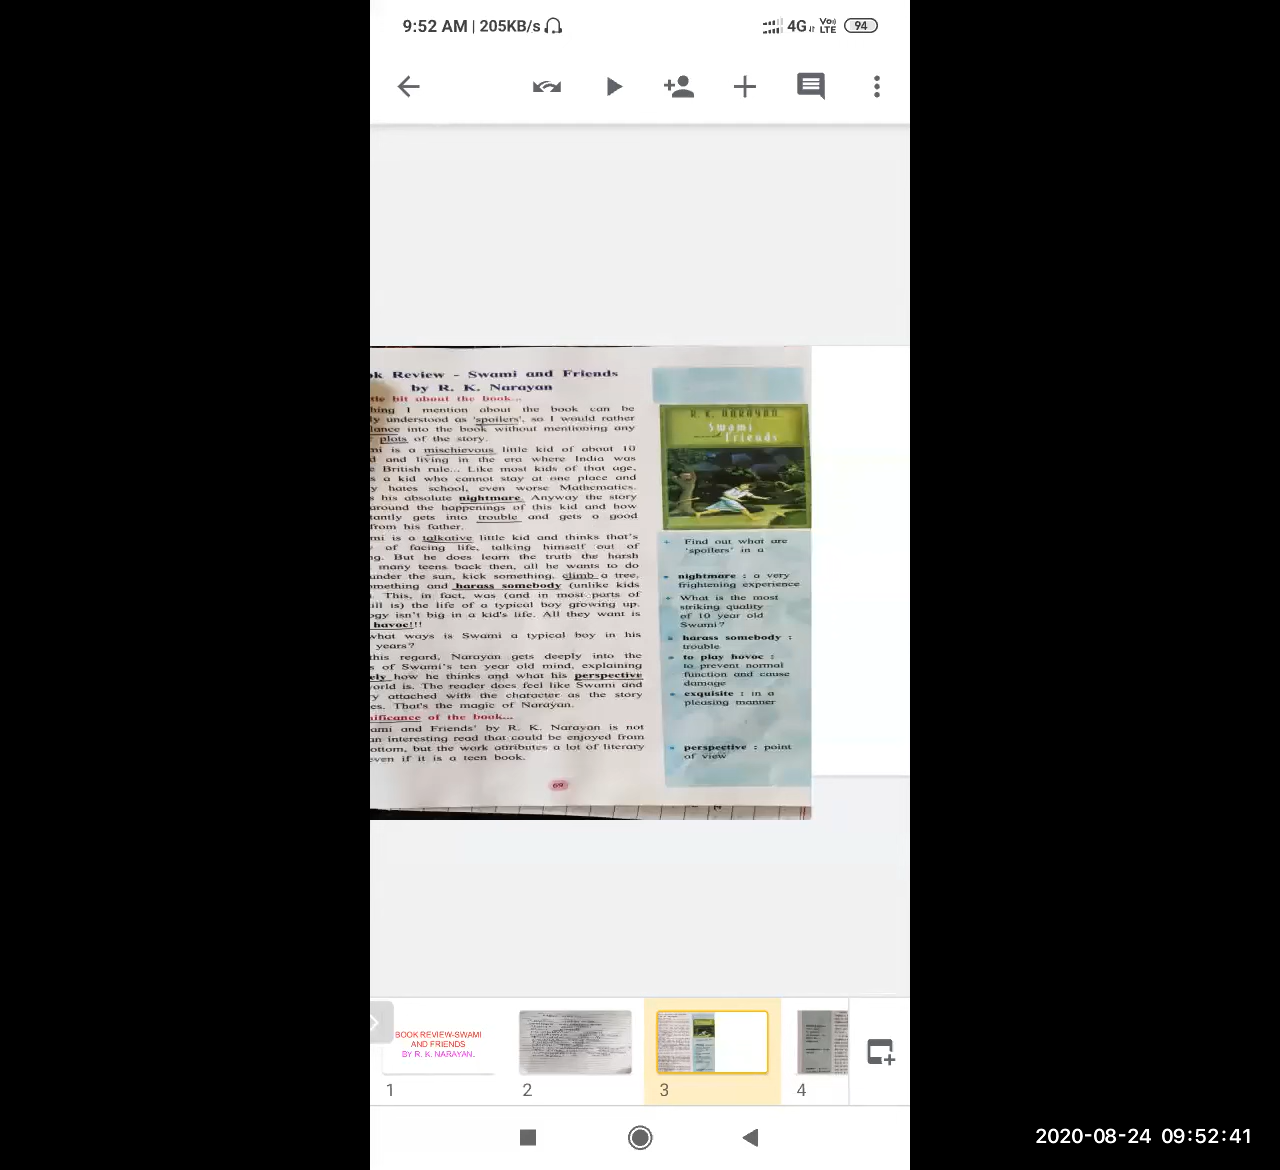 9:52 AM | 205KB/s
4G
Vo))
LTE
94
ok Review - Swami and Friends
by R. K. Narayan
ttle bit about the book...
hing I mention about the book can be
ly understood as 'spoilers', so I would rather
lance into the book without mentioning any
plots of the story.
mi is a mischievous little kid of about 10
d and living in the era where India was
e British rule... Like most kids of that age,
s a kid who cannot stay at one place and
y hates school, even worse Mathematics.
s his absolute nightmare. Anyway the story
around the happenings of this kid and how
tantly gets into trouble and gets a good
from his father.
mi is a talkative little kid and thinks that's
y of facing life, talking himself out of
ng. But he does learn the truth the harsh
many teens back then, all he wants to do
under the sun, kick something, climb a tree,
omething and harass somebody (unlike kids
. This, in fact, was (and in most parts of
ill is) the life of a typical boy growing up.
ogy isn't big in a kid's life. All they want is
havoc!!!
what ways is Swami a typical boy in his
years?
this regard, Narayan gets deeply into the
s of Swami's ten year old mind, explaining
ely how he thinks and what his perspective
orld is. The reader does feel like Swami and
ry attached with the character as the story
es. That's the magic of Narayan.
nificance of the book...
ami and Friends' by R. K. Narayan is not
an interesting read that could be enjoyed from
ottom, but the work attributes a lot of literary
even if it is a teen book.
69
R. K. NARAYAN
Swami
Friends
Find out what are
'spoilers' in a
nightmare : a very
frightening experience
What is the most
striking quality
of 10 year old
Swami?
harass somebody :
trouble
to play havoc :
to prevent normal
function and cause
damage
exquisite : in a
pleasing manner
perspective : point
of view
BOOK REVIEW-SWAMI
AND FRIENDS
BY R. K. NARAYAN.
1
2
3
4
2020-08-24 09:52:41